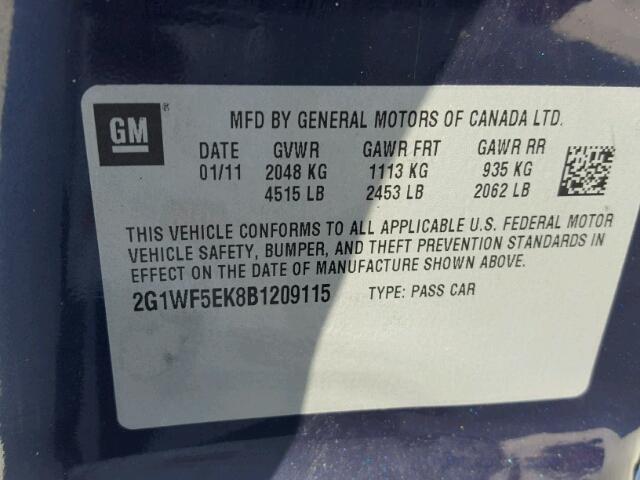 GM ®
MFD BY GENERAL MOTORS OF CANADA LTD.
DATE GVWR GAWR FRT GAWR RR
01/11 2048 KG 1113 KG 935 KG
4515 LB 2453 LB 2062 LB
THIS VEHICLE CONFORMS TO ALL APPLICABLE U.S. FEDERAL MOTOR
VEHICLE SAFETY, BUMPER, AND THEFT PREVENTION STANDARDS IN
EFFECT ON THE DATE OF MANUFACTURE SHOWN ABOVE.
2G1WF5EK8B1209115 TYPE: PASS CAR